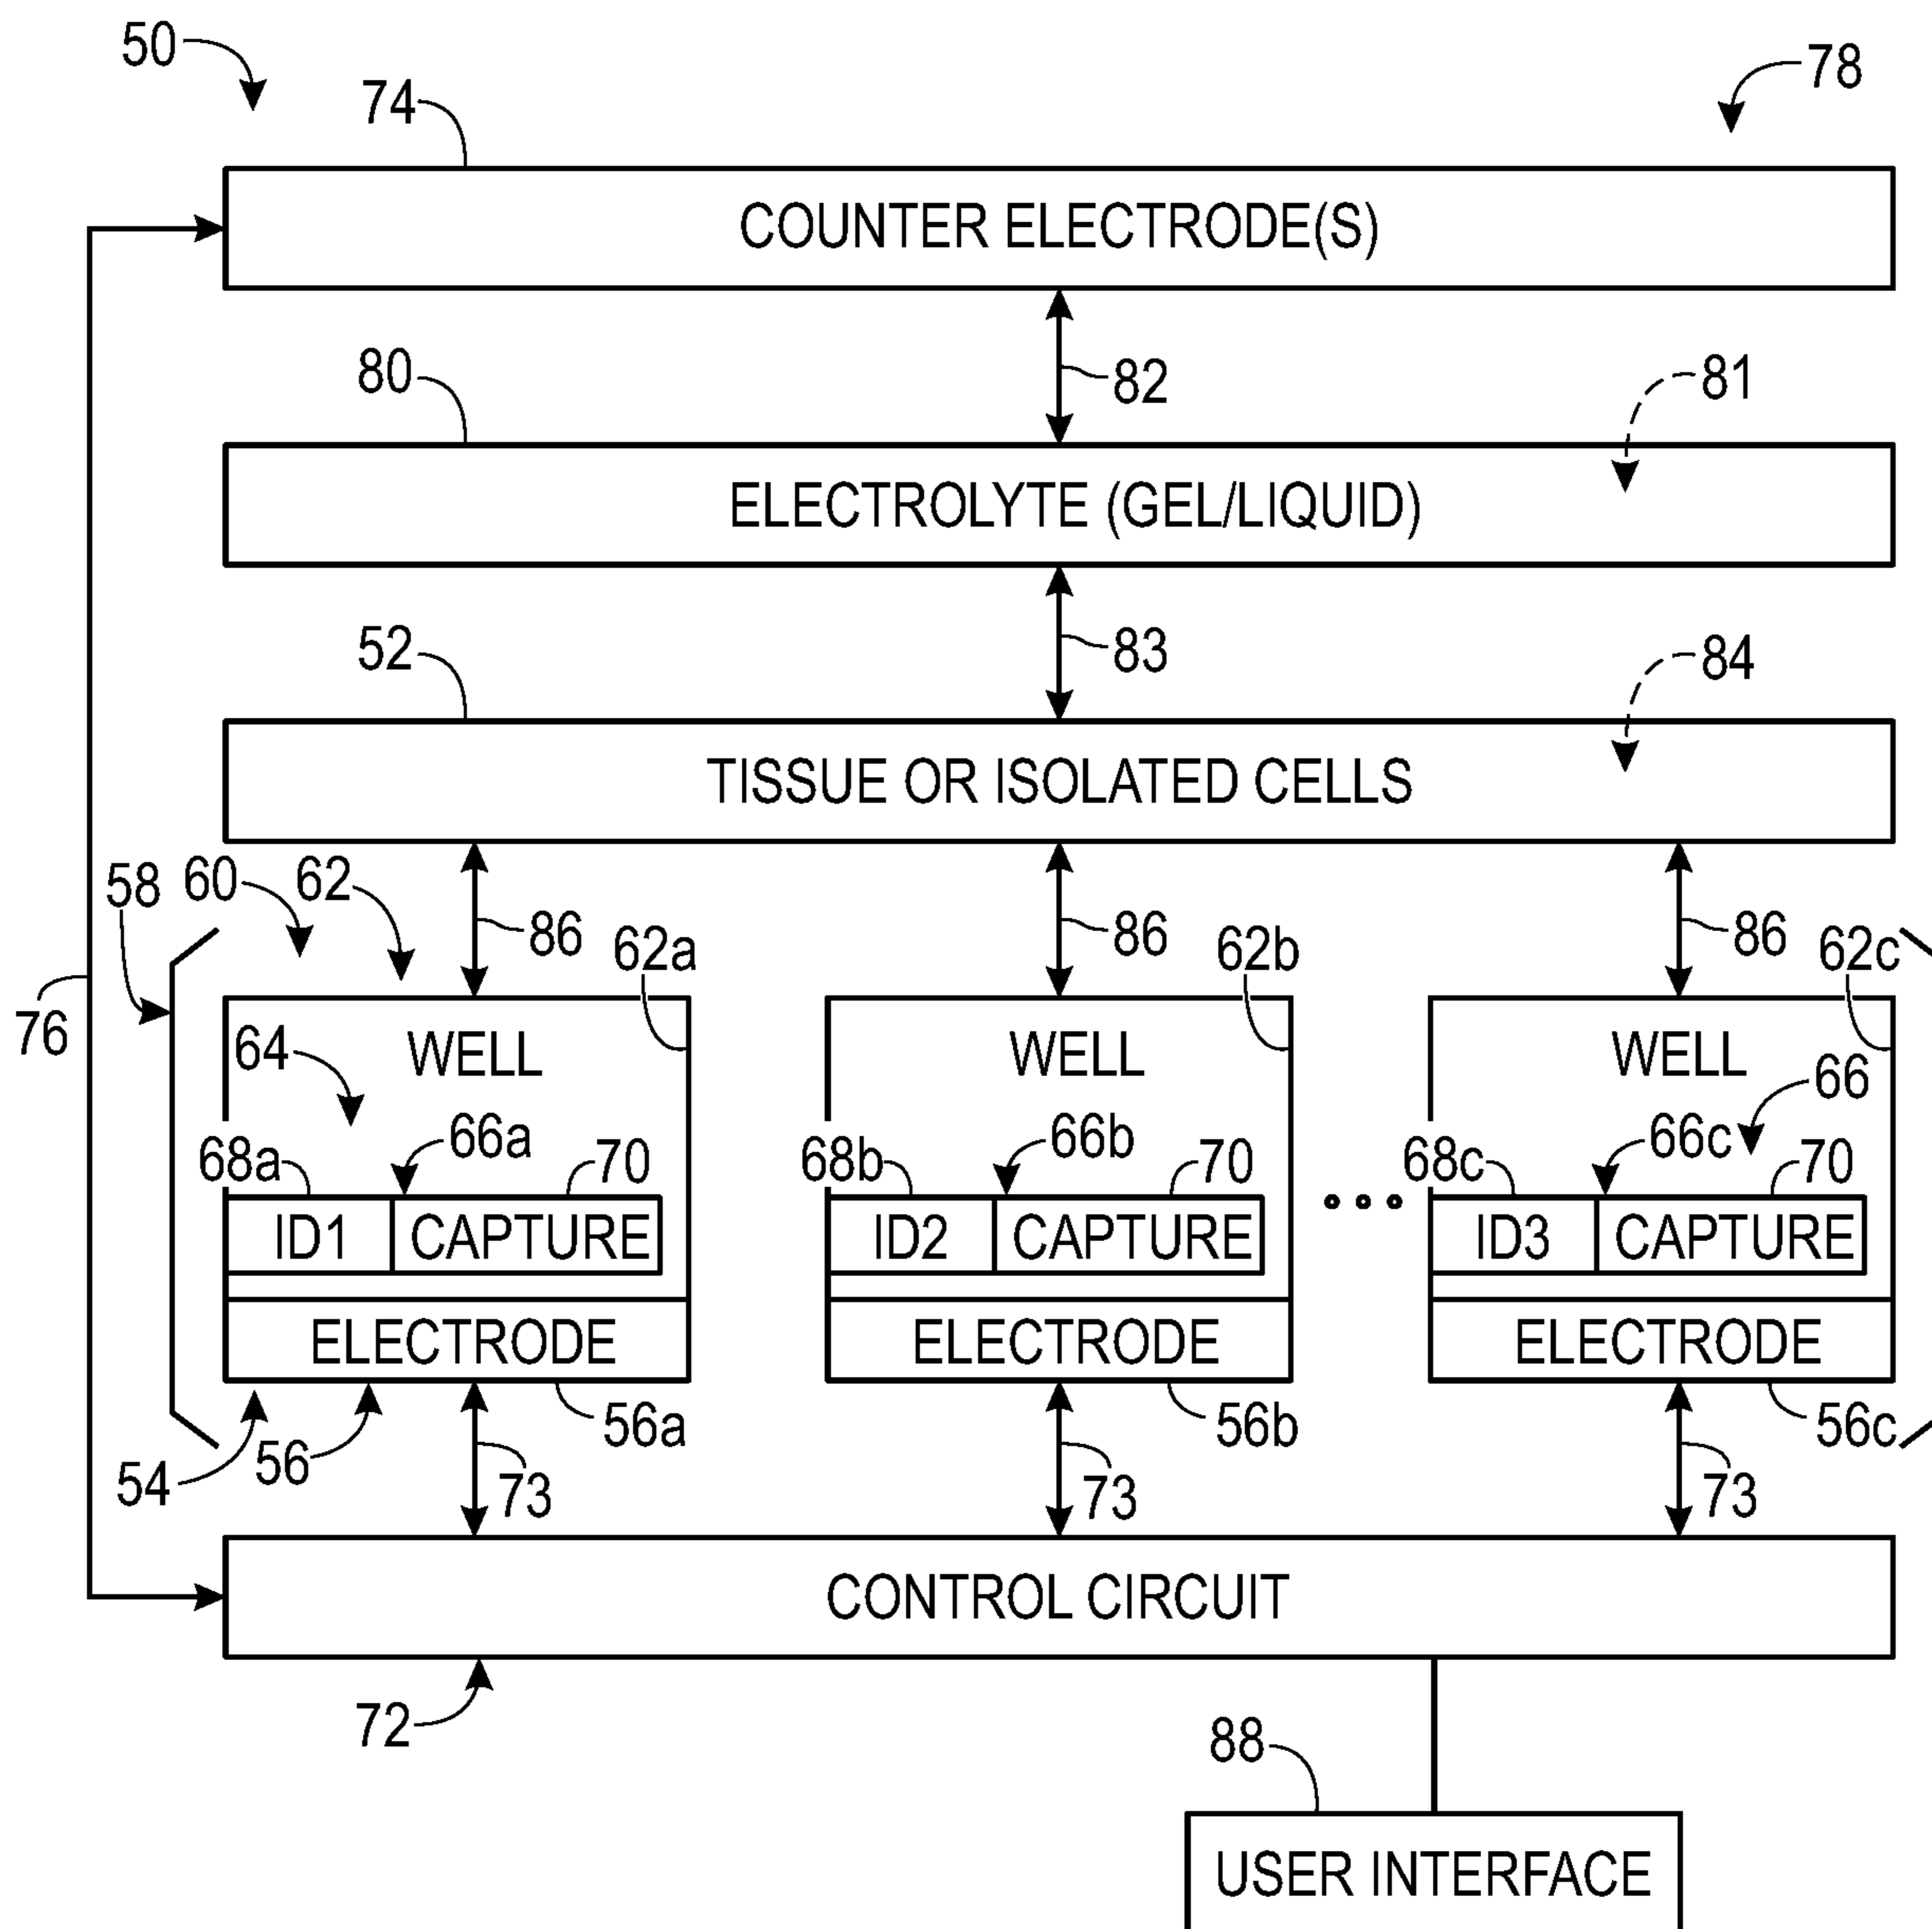 50
78
74
COUNTER ELECTRODE(S)
80
82
81
ELECTROLYTE (GEL/LIQUID)
52
83
84
TISSUE OR ISOLATED CELLS
58
60
62
86
62a
86
62b
86
62c
76
64
WELL
WELL
WELL
66
68a
66a
70
68b
66b
70
68c
66c
70
ID1
CAPTURE
ID2
CAPTURE
ID3
CAPTURE
ELECTRODE
ELECTRODE
ELECTRODE
54
56
73
56a
73
56b
73
56c
CONTROL CIRCUIT
72
88
USER INTERFACE